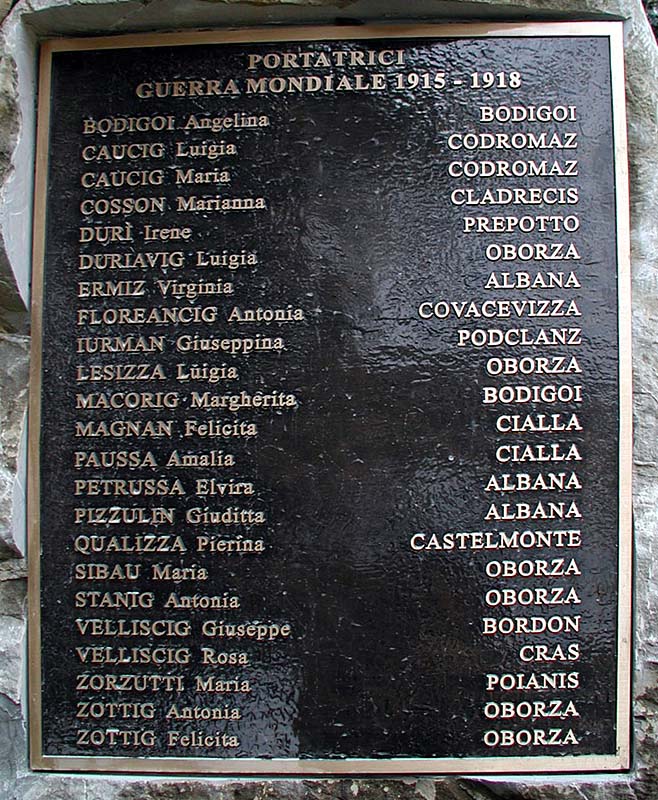 PORTATRICI
GUERRA MONDIALE 1915 - 1918
BODIGOI Angelina BODIGOI
CAUCIG Luigia CODROMAZ
CAUCIG Maria CODROMAZ
COSSON Marianna CLADRECIS
DURÌ Irene PREPOTTO
DURIAVIG Luigia OBORZA
ERMIZ Virginia ALBANA
FLOREANCIG Antonia COVACEVIZZA
IURMAN Giuseppina PODCLANZ
LESIZZA Luigia OBORZA
MACORIG Margherita BODIGOI
MAGNAN Felicita CIALLA
PAUSSA Amalia CIALLA
PETRUSSA Elvira ALBANA
PIZZULIN Giuditta ALBANA
QUALIZZA Pierina CASTELMONTE
SIBAU Maria OBORZA
STANIG Antonia OBORZA
VELLISCIG Giuseppe BORDON
VELLISCIG Rosa CRAS
ZORZUTTI Maria POIANIS
ZOTTIG Antonia OBORZA
ZOTTIG Felicita OBORZA